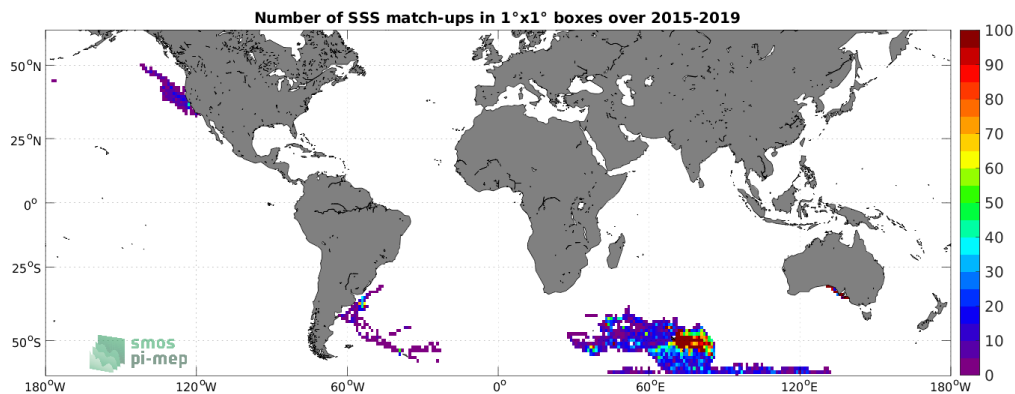 Number of SSS match-ups in 1°x1° boxes over 2015-2019
100
90
80
70
60
50
40
30
20
10
0
50°N
25°N
0°
25°S
50°S
smos
pi-mep
180°W 120°W 60°W 0° 60°E 120°E 180°W